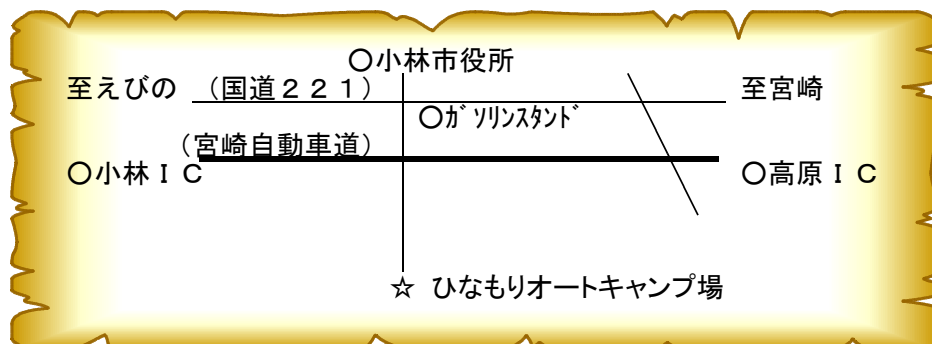 ○小林市役所
至えびの （国道２２１） 至宮崎
○ｶﾞｿﾘﾝｽﾀﾝﾄﾞ
（宮崎自動車道）
○小林ＩＣ ○高原ＩＣ
☆ ひなもりオートキャンプ場